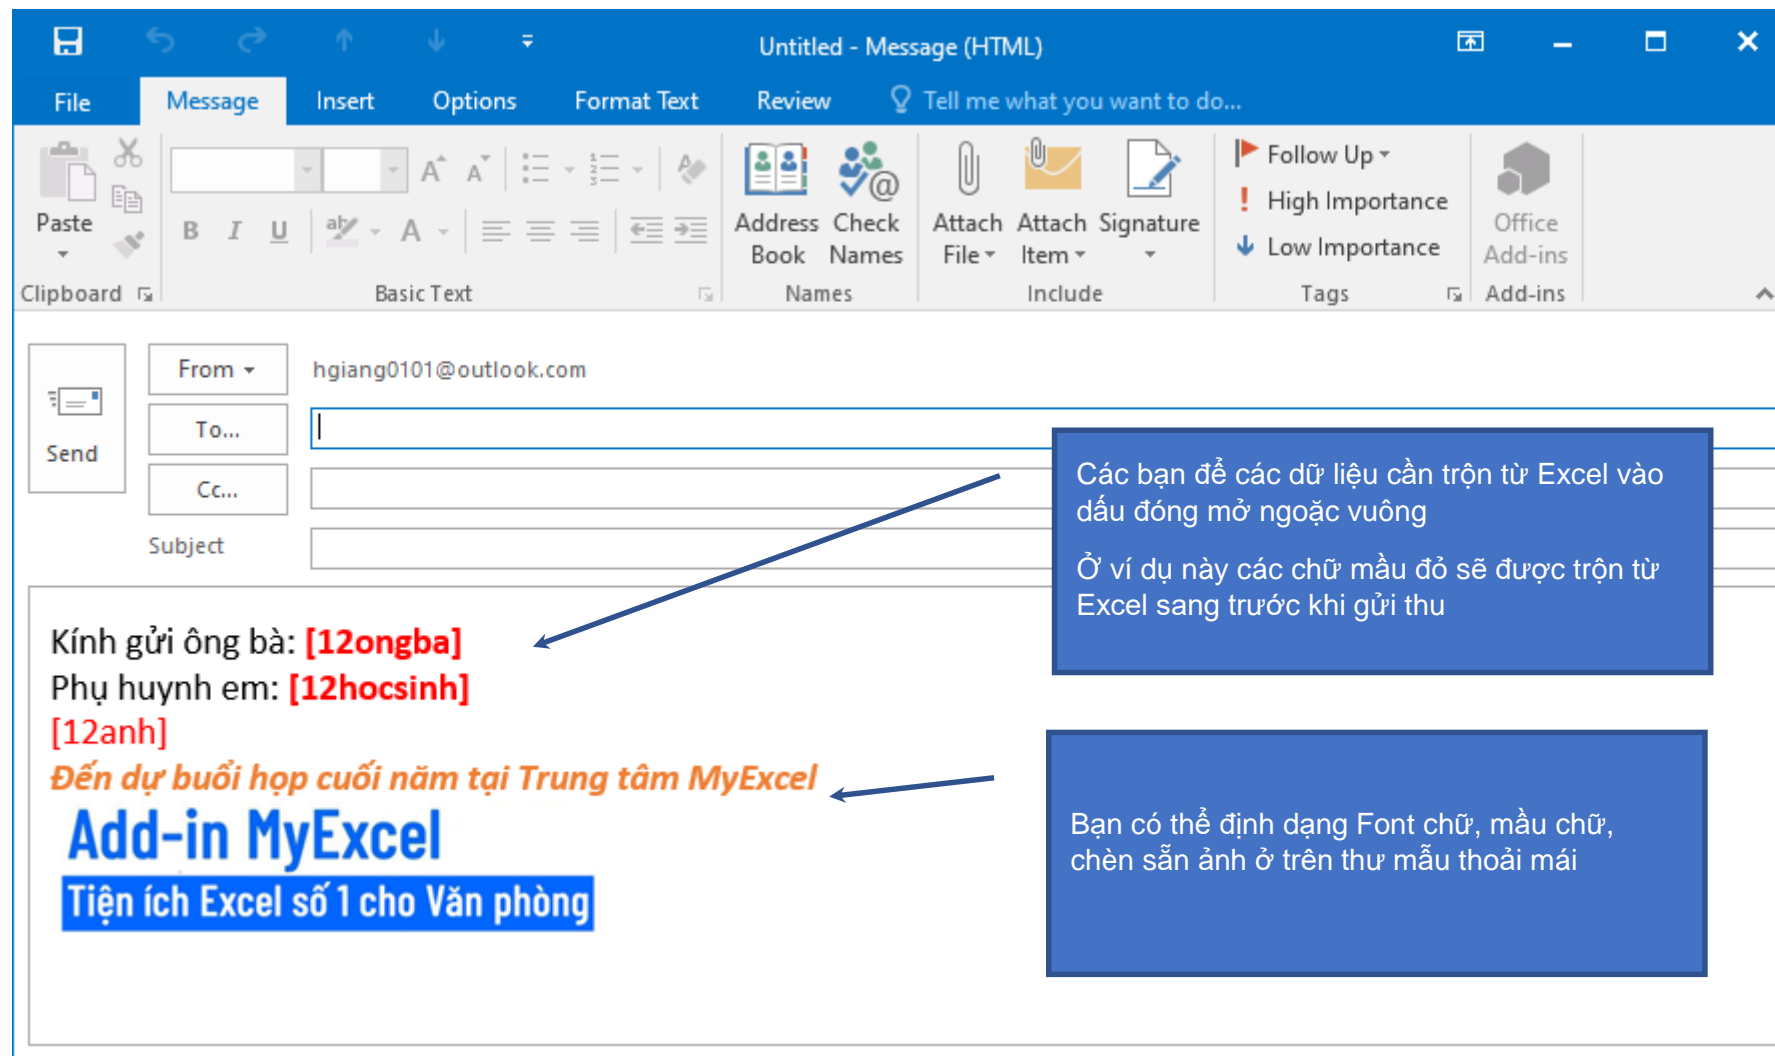 Untitled - Message (HTML)
File Message Insert Options Format Text Review Tell me what you want to do...
Paste
Clipboard
B I U
A
Basic Text
Address Book
Check Names
Names
Attach File
Attach Item
Signature
Include
Follow Up
High Importance
Low Importance
Tags
Office Add-ins
Add-ins
Send
From hgiang0101@outlook.com
To...
Cc...
Subject
Các bạn để các dữ liệu cần trộn từ Excel vào
dấu đóng mở ngoặc vuông
Ở ví dụ này các chữ mầu đỏ sẽ được trộn từ
Excel sang trước khi gửi thu
Kính gửi ông bà: [12ongba]
Phụ huynh em: [12hocsinh]
[12anh]
Đến dự buổi họp cuối năm tại Trung tâm MyExcel
Add-in MyExcel
Tiện ích Excel số 1 cho Văn phòng
Bạn có thể định dạng Font chữ, mầu chữ,
chèn sẵn ảnh ở trên thư mẫu thoải mái